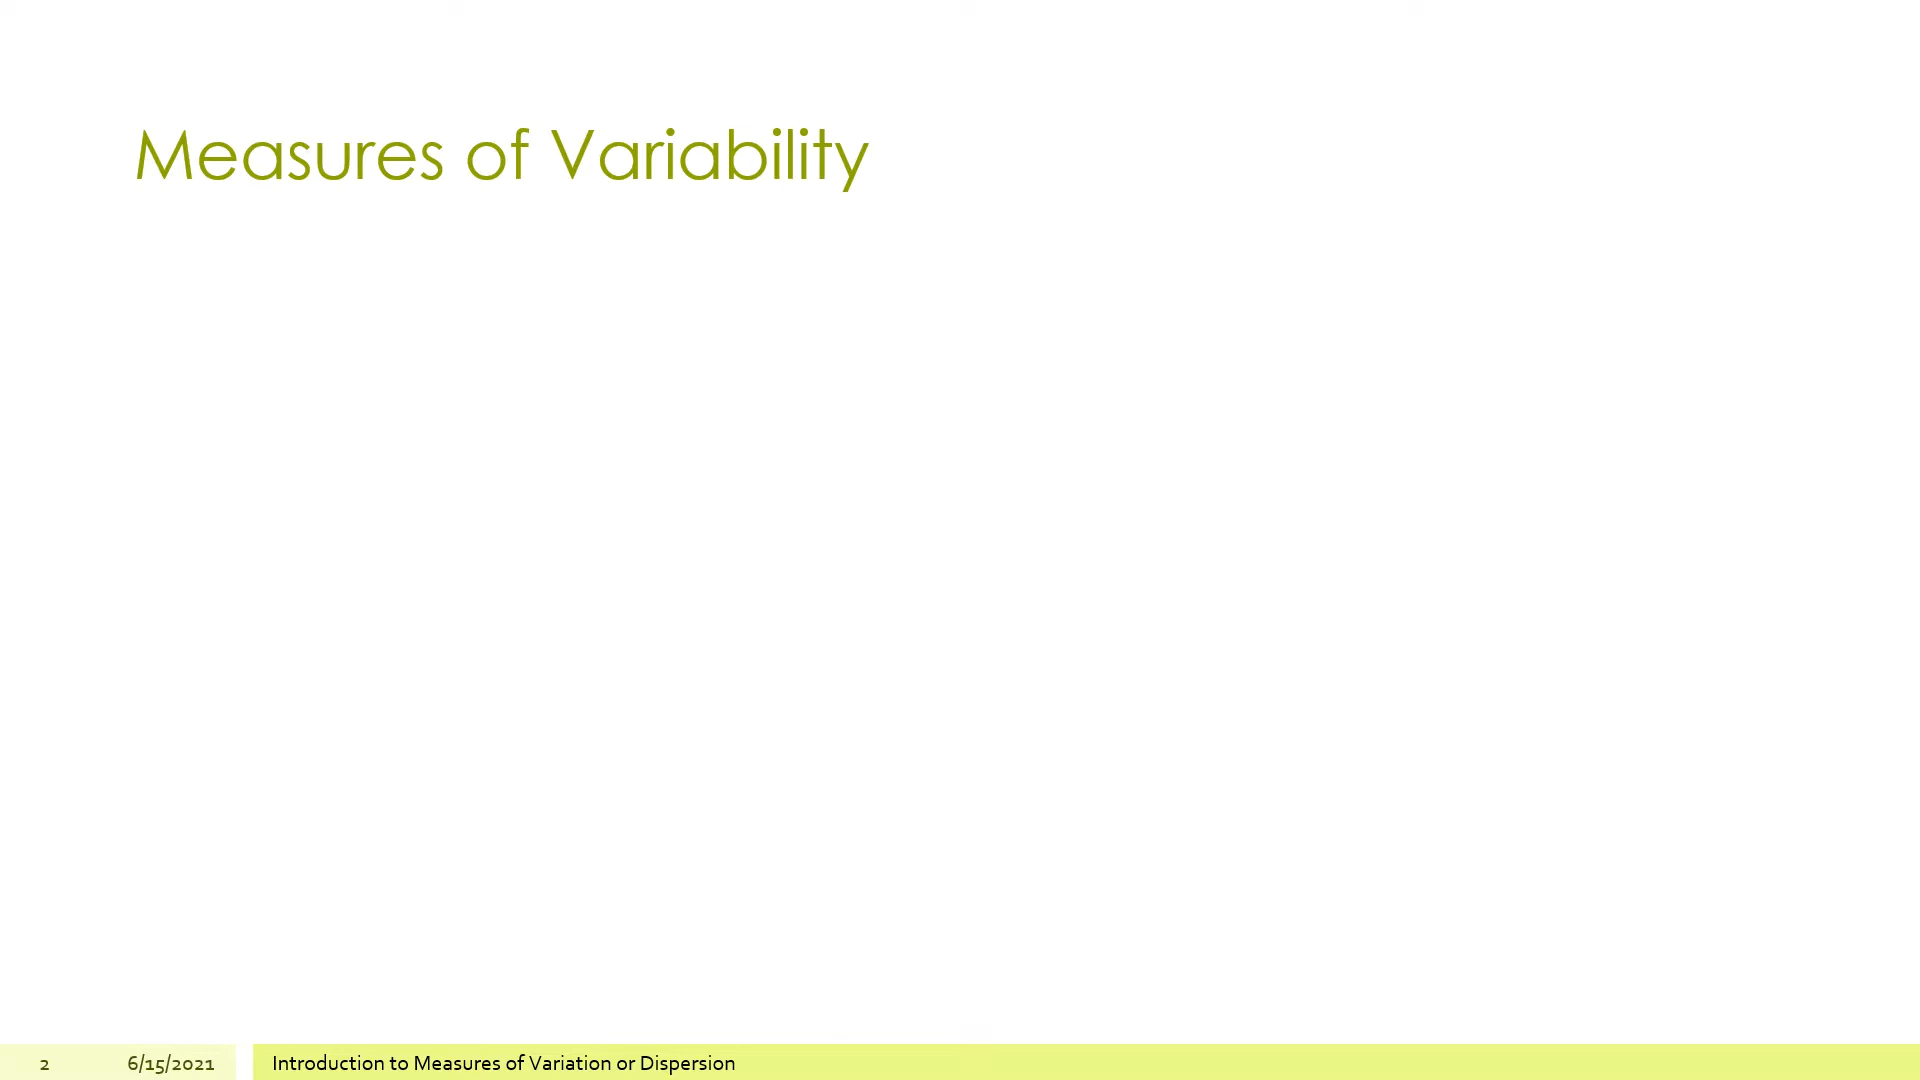 Measures of Variability
2 6/15/2021 Introduction to Measures of Variation or Dispersion